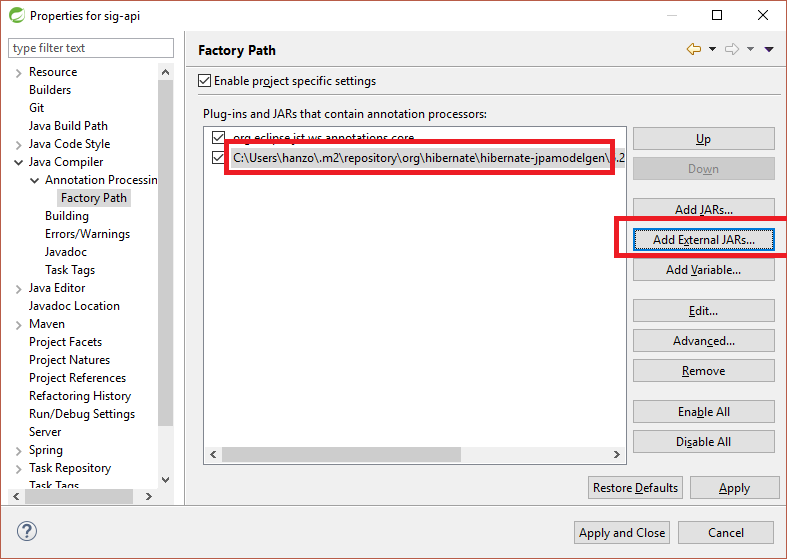 Properties for sig-api
type filter text
Resource
Builders
Git
Java Build Path
Java Code Style
Java Compiler
Annotation Processin
Factory Path
Building
Errors/Warnings
Javadoc
Task Tags
Java Editor
Javadoc Location
Maven
Project Facets
Project Natures
Project References
Refactoring History
Run/Debug Settings
Server
Spring
Task Repository
Task Tags
Factory Path
Enable project specific settings
Plug-ins and JARs that contain annotation processors:
org.eclipse.jst.ws.annotations.core
C:\Users\hanzo\.m2\repository\org\hibernate\hibernate-jpamodelgen\5.2
Up
Down
Add JARs...
Add External JARs...
Add Variable...
Edit...
Advanced...
Remove
Enable All
Disable All
Restore Defaults
Apply
?
Apply and Close
Cancel